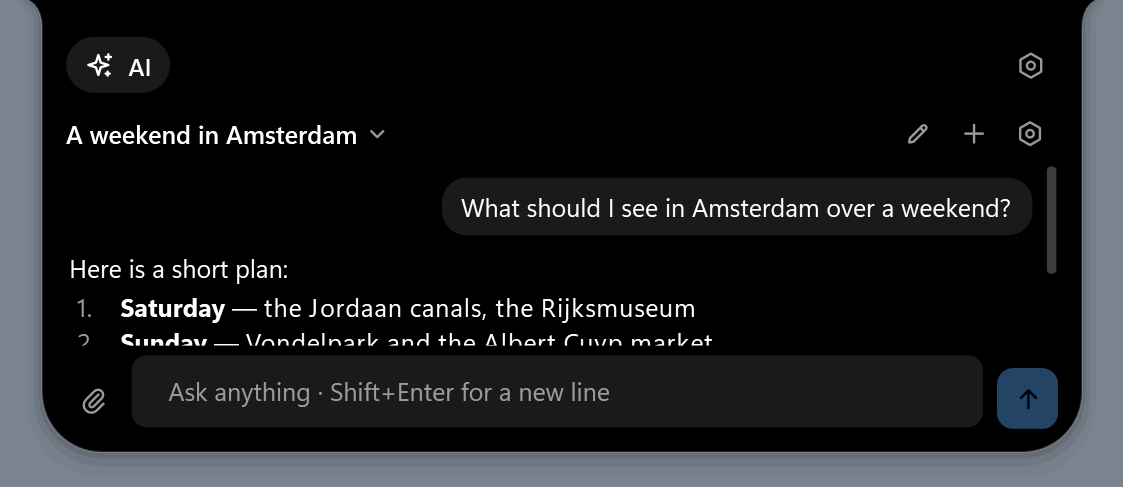 AI
A weekend in Amsterdam
What should I see in Amsterdam over a weekend?
Here is a short plan:
1. Saturday — the Jordaan canals, the Rijksmuseum
2. Sunday — Vondelpark and the Albert Cuyp market
Ask anything · Shift+Enter for a new line